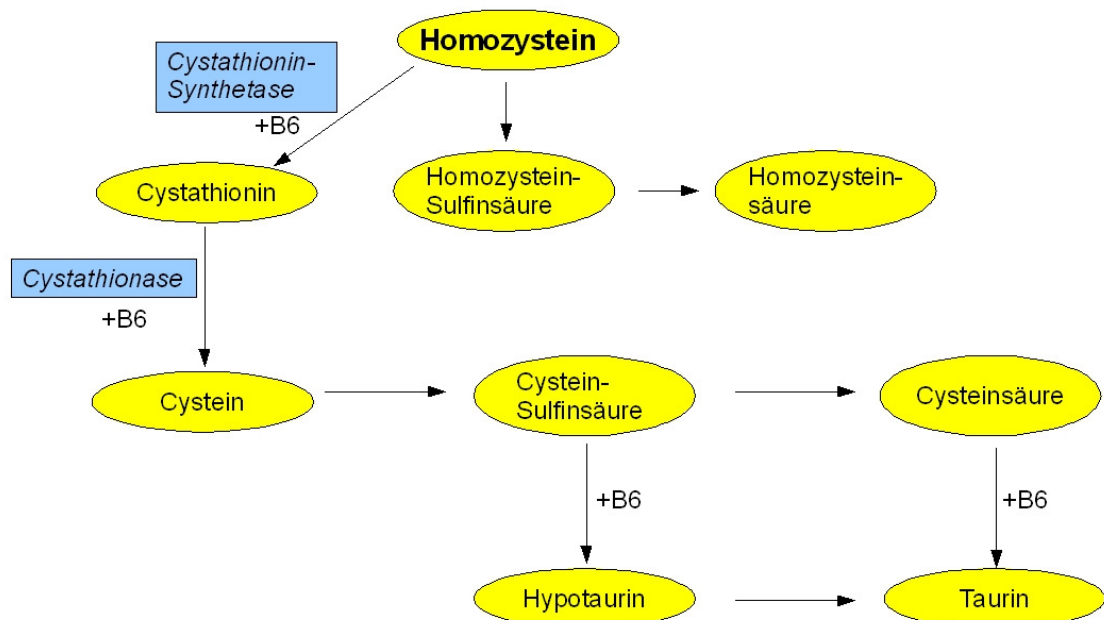 Homozystein
Cystathionin-
Synthetase
+B6
Cystathionin
Homozystein-
Sulfinsäure
Homozystein-
säure
Cystathionase
+B6
Cystein
Cystein-
Sulfinsäure
Cysteinsäure
+B6
+B6
Hypotaurin
Taurin